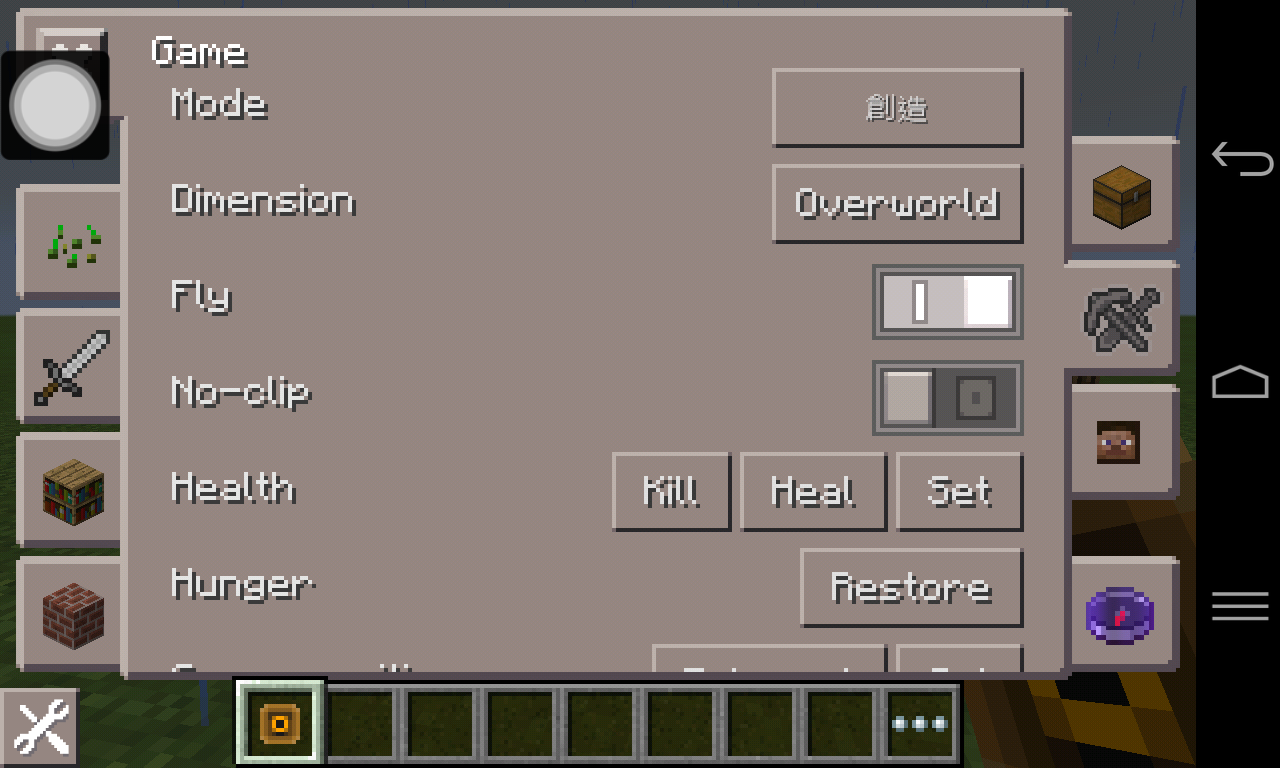 Game
Mode 創造
Dimension Overworld
Fly
No-clip
Health Kill Heal Set
Hunger Restore